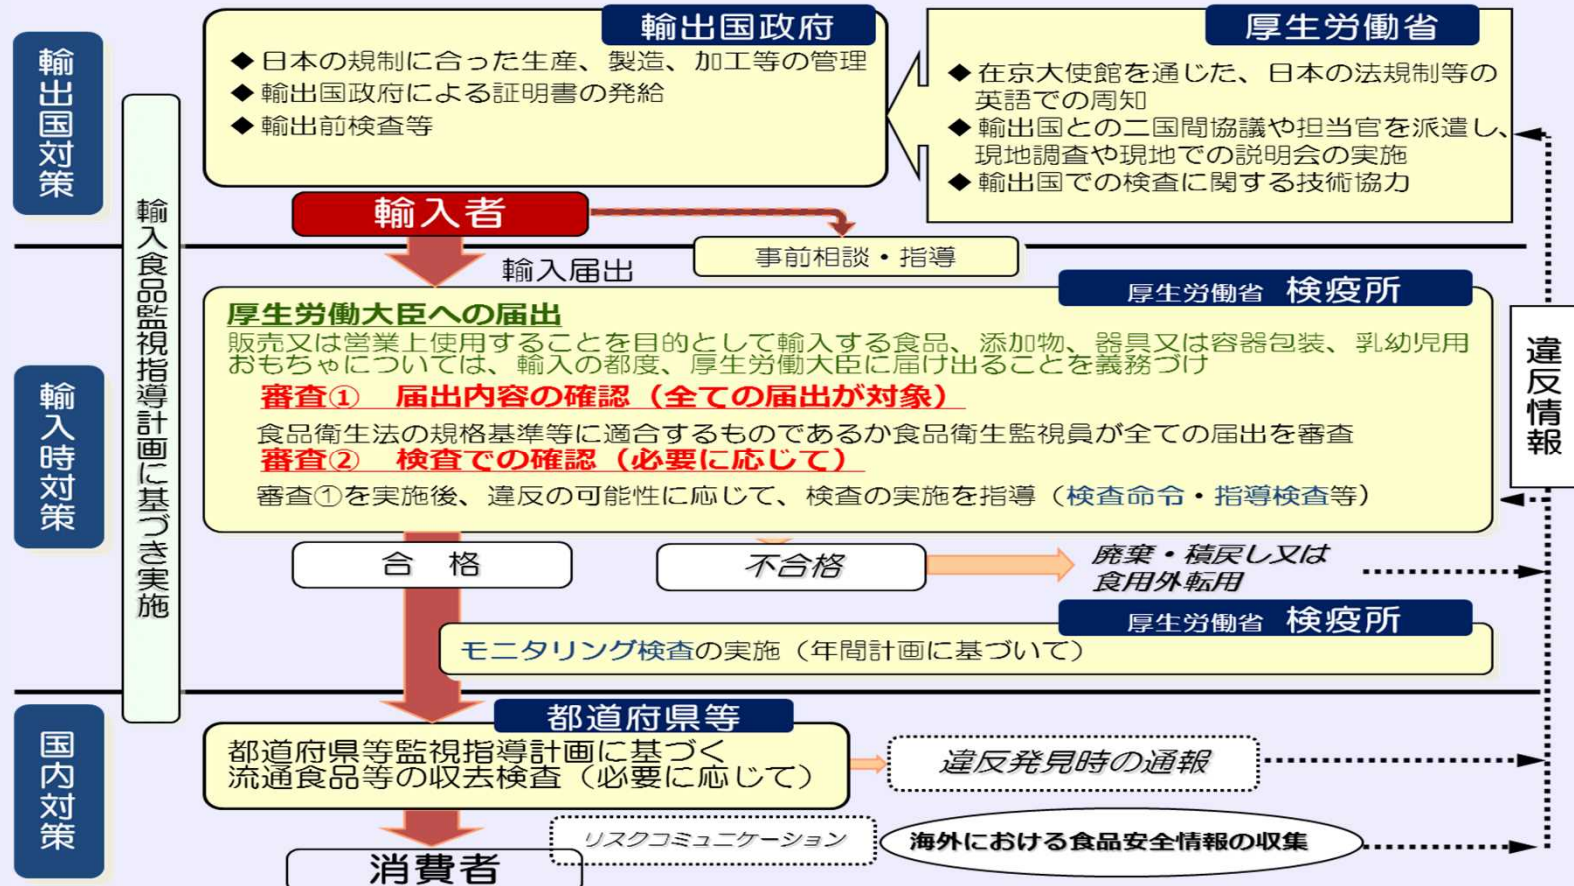 輸出国対策
輸入食品監視指導計画に基づき実施
輸出国政府
◆日本の規制に合った生産、製造、加工等の管理
◆輸出国政府による証明書の発給
◆輸出前検査等
厚生労働省
◆在京大使館を通じた、日本の法規制等の
英語での周知
◆輸出国との二国間協議や担当官を派遣し、
現地調査や現地での説明会の実施
◆輸出国での検査に関する技術協力
輸入者
事前相談・指導
輸入届出
輸入時対策
厚生労働省 検疫所
厚生労働大臣への届出
販売又は営業上使用することを目的として輸入する食品、添加物、器具又は容器包装、乳幼児用
おもちゃについては、輸入の都度、厚生労働大臣に届け出ることを義務づけ
審査① 届出内容の確認（全ての届出が対象）
食品衛生法の規格基準等に適合するものであるか食品衛生監視員が全ての届出を審査
審査② 検査での確認（必要に応じて）
審査①を実施後、違反の可能性に応じて、検査の実施を指導（検査命令・指導検査等）
違反情報
合 格
不合格
廃棄・積戻し又は
食用外転用
厚生労働省 検疫所
モニタリング検査の実施（年間計画に基づいて）
国内対策
都道府県等
都道府県等監視指導計画に基づく
流通食品等の収去検査（必要に応じて）
違反発見時の通報
リスクコミュニケーション
海外における食品安全情報の収集
消費者